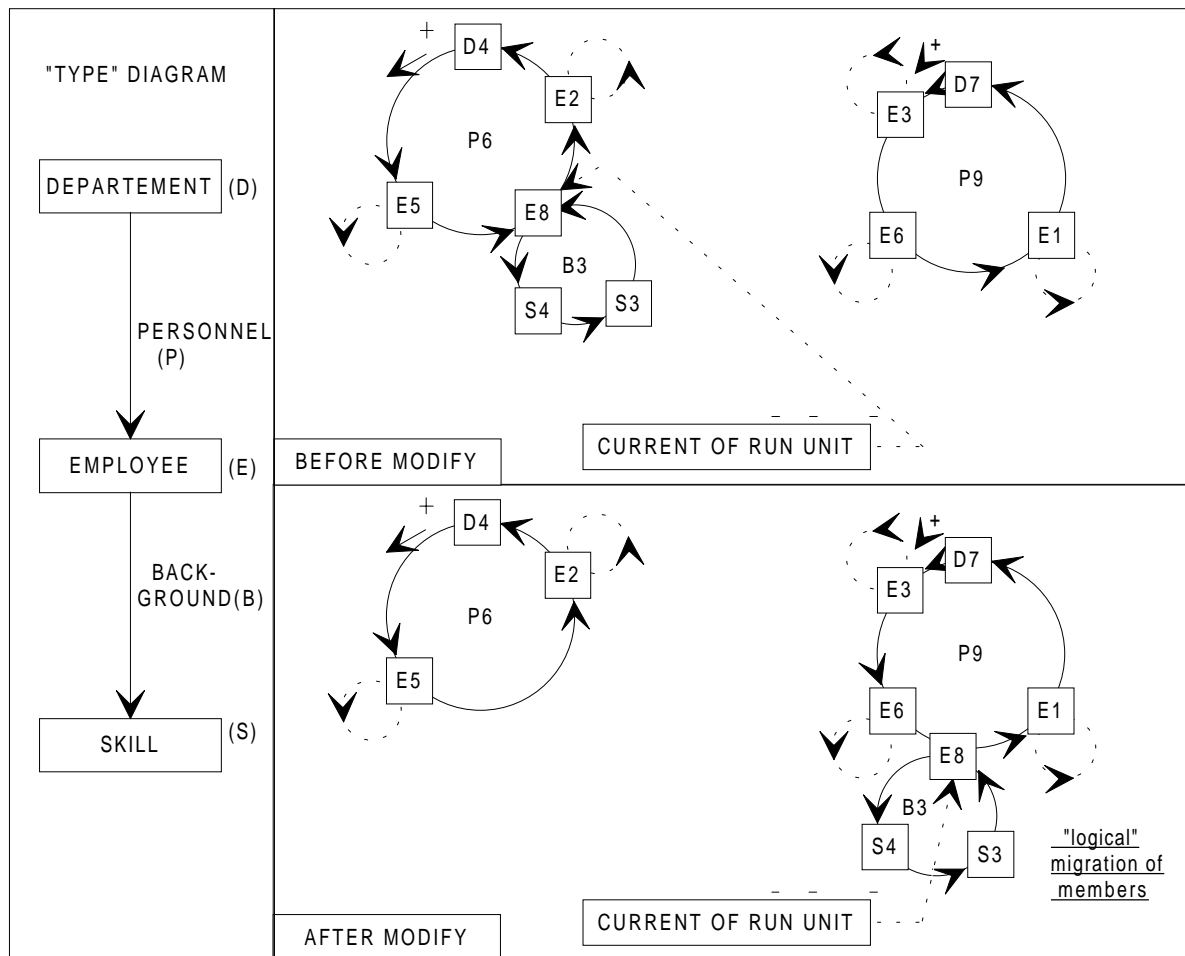 "TYPE" DIAGRAM
DEPARTEMENT
(D)
PERSONNEL
(P)
EMPLOYEE
(E)
BACK-
GROUND(B)
SKILL
(S)
+
D4
E2
P6
E5
E8
B3
S4
S3
+
D7
E3
P9
E6
E1
CURRENT OF RUN UNIT
BEFORE MODIFY
+
D4
E2
P6
E5
+
D7
E3
P9
E6
E1
E8
B3
S4
S3
"logical"
migration of
members
CURRENT OF RUN UNIT
AFTER MODIFY